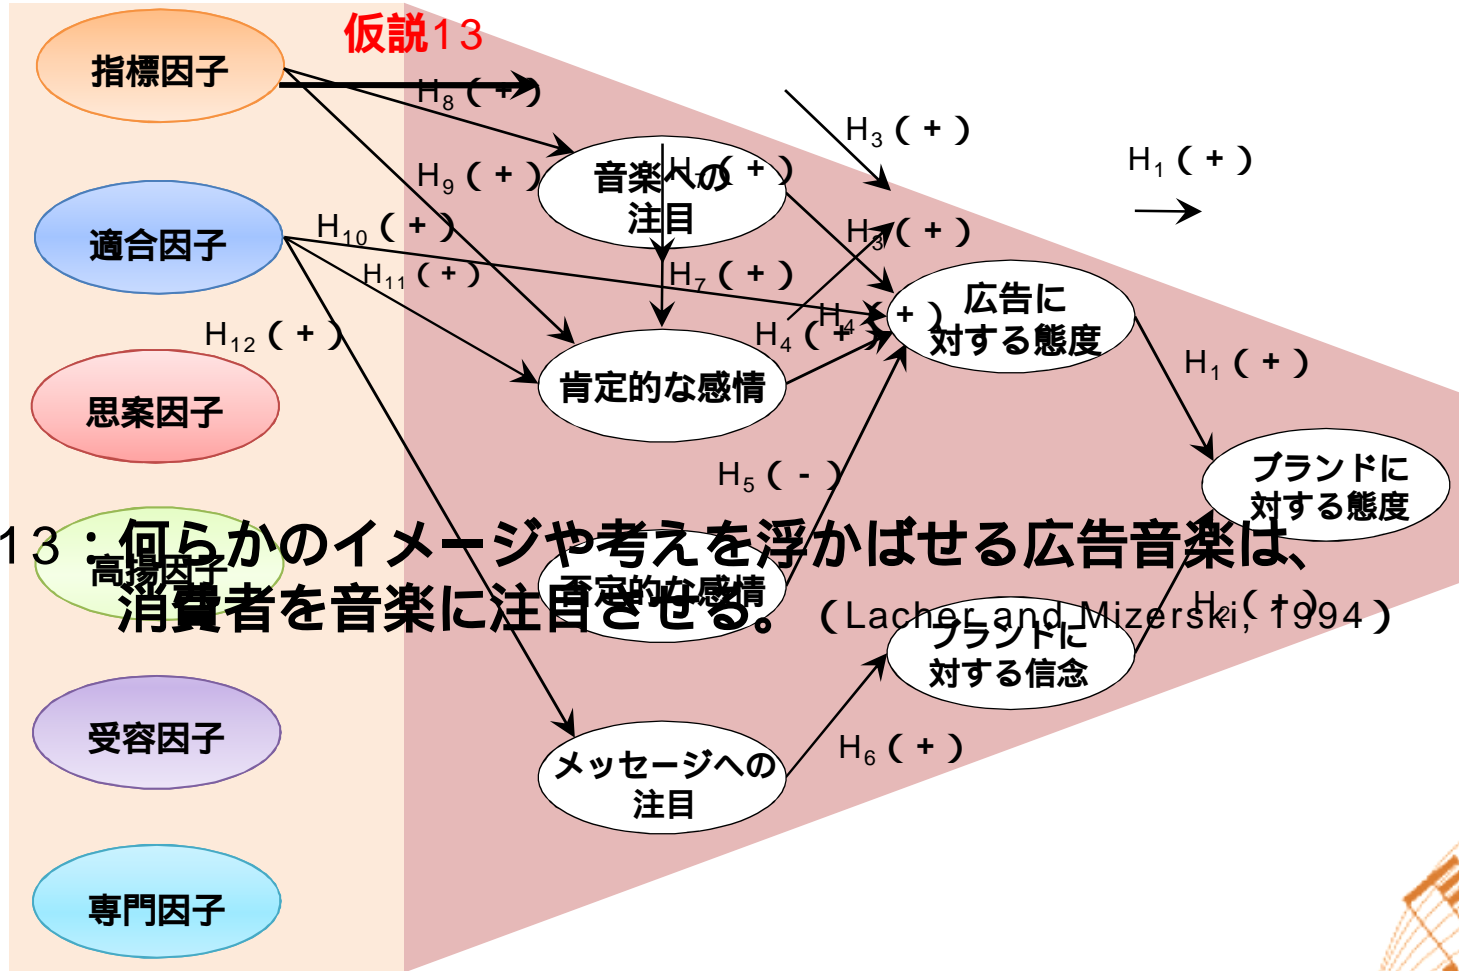 仮説13
指標因子
適合因子
思案因子
高揚因子
受容因子
専門因子
H8（+）
H9（+）
H10（+）
H11（+）
H12（+）
音楽への
注目
H7（+）
H7（+）
肯定的な感情
否定的な感情
メッセージへの
注目
H3（+）
H3（+）
H4（+）
H4（+）
H5（-）
H6（+）
広告に
対する態度
ブランドに
対する信念
H1（+）
H1（+）
H2（+）
ブランドに
対する態度
13：何らかのイメージや考えを浮かばせる広告音楽は、
消費者を音楽に注目させる。（Lacher and Mizerski, 1994）